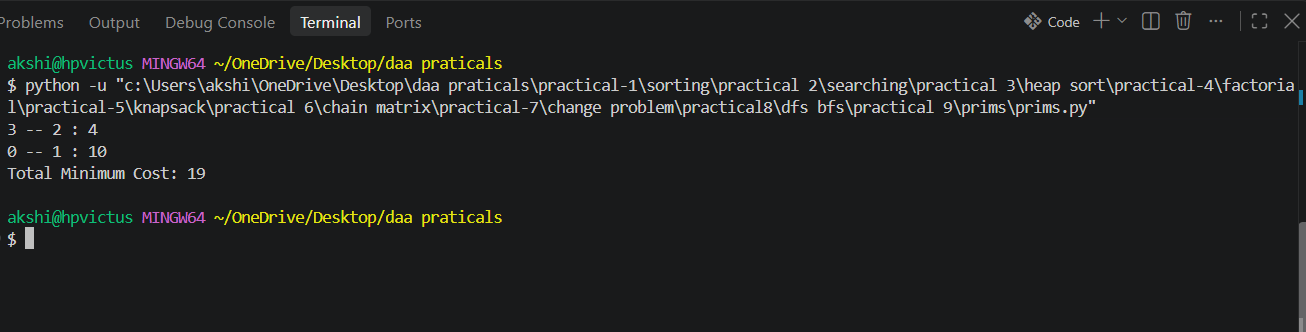 Problems Output Debug Console Terminal Ports Code
akshi@hpvictus MINGW64 ~/OneDrive/Desktop/daa praticals
$ python -u "c:\Users\akshi\OneDrive\Desktop\daa praticals\practical-1\sorting\practical 2\searching\practical 3\heap sort\practical-4\factoria
l\practical-5\knapsack\practical 6\chain matrix\practical-7\change problem\practical8\dfs bfs\practical 9\prims\prims.py"
3 -- 2 : 4
0 -- 1 : 10
Total Minimum Cost: 19
akshi@hpvictus MINGW64 ~/OneDrive/Desktop/daa praticals
$